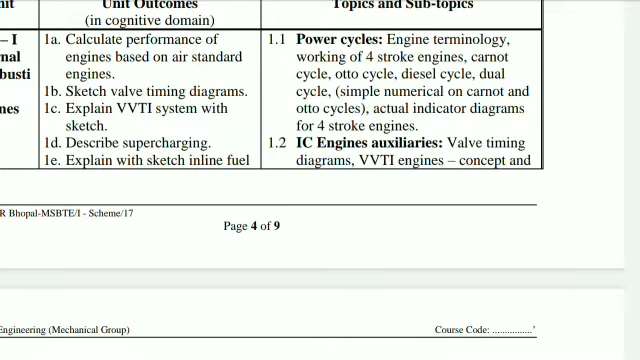 nit Unit Outcomes Topics and Sub-topics
(in cognitive domain)
– I 1a. Calculate performance of 1.1 Power cycles: Engine terminology,
nal engines based on air standard working of 4 stroke engines, carnot
busti engines. cycle, otto cycle, diesel cycle, dual
1b. Sketch valve timing diagrams. cycle, (simple numerical on carnot and
nes 1c. Explain VVTI system with otto cycles), actual indicator diagrams
sketch. for 4 stroke engines.
1d. Describe supercharging. 1.2 IC Engines auxiliaries: Valve timing
1e. Explain with sketch inline fuel diagrams, VVTI engines – concept and
R Bhopal-MSBTE/I - Scheme/17
Page 4 of 9
Engineering (Mechanical Group) Course Code: ...............'